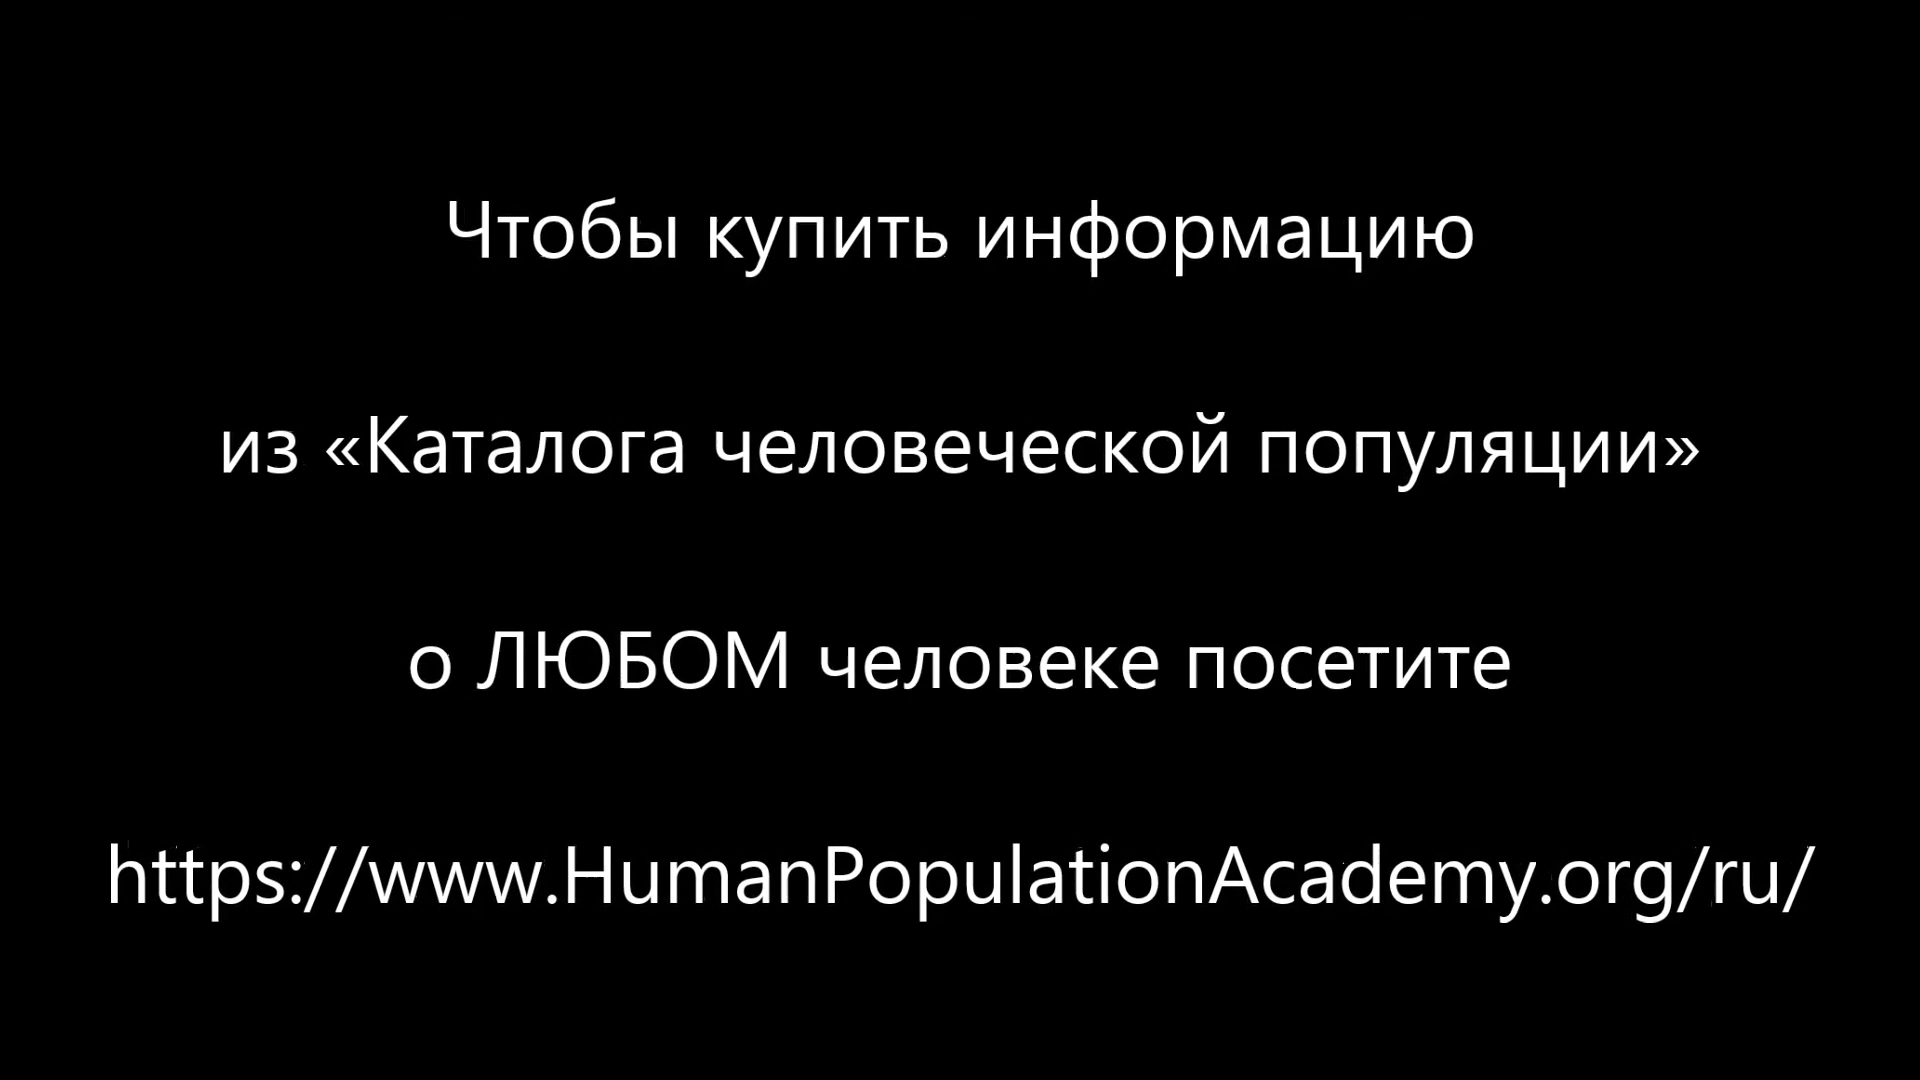 Чтобы купить информацию
из «Каталога человеческой популяции»
о ЛЮБОМ человеке посетите
https://www.HumanPopulationAcademy.org/ru/